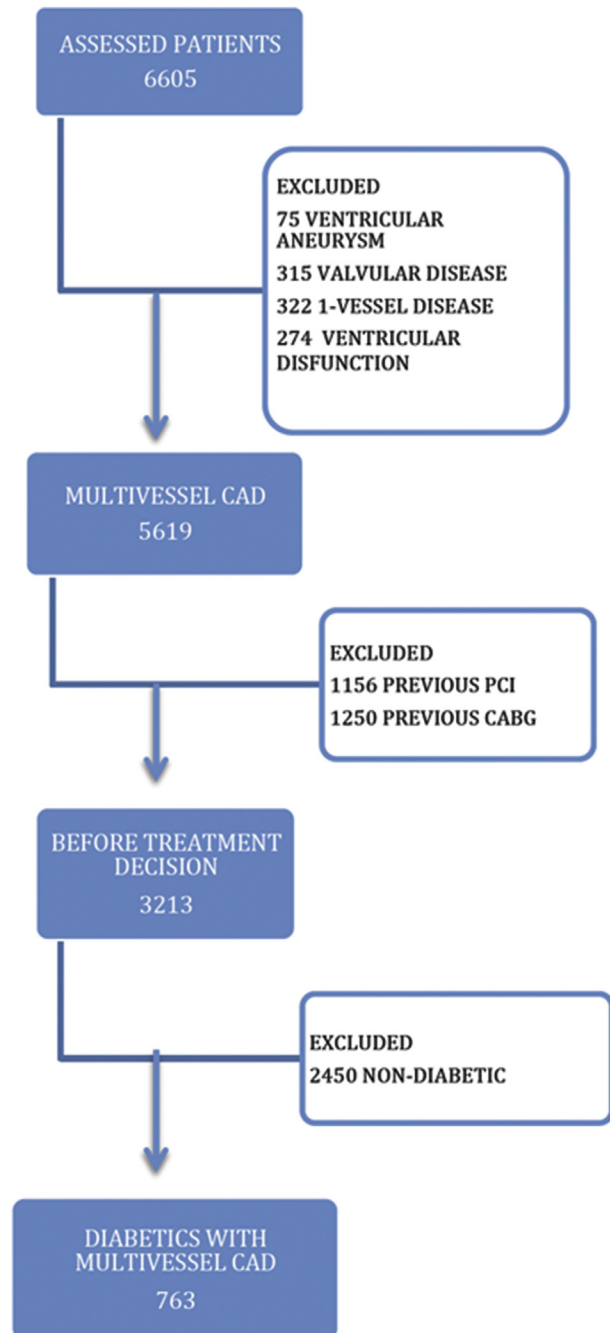 ASSESSED PATIENTS
6605
EXCLUDED
75 VENTRICULAR
ANEURYSM
315 VALVULAR DISEASE
322 1-VESSEL DISEASE
274 VENTRICULAR
DISFUNCTION
MULTIVESSEL CAD
5619
EXCLUDED
1156 PREVIOUS PCI
1250 PREVIOUS CABG
BEFORE TREATMENT
DECISION
3213
EXCLUDED
2450 NON-DIABETIC
DIABETICS WITH
MULTIVESSEL CAD
763